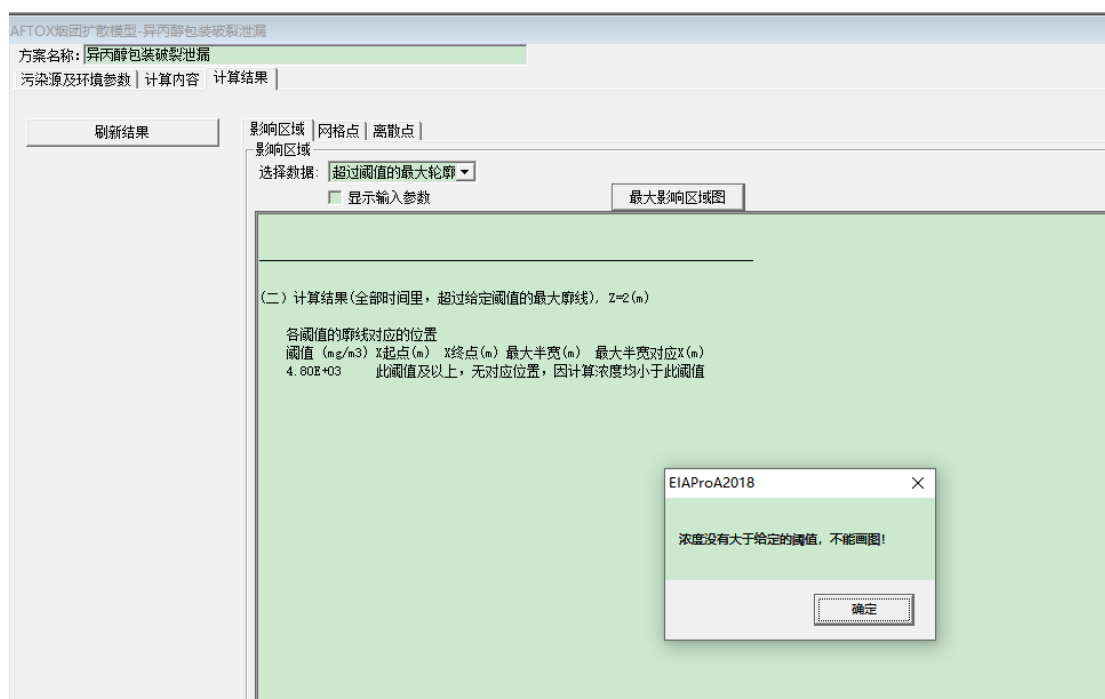 AFTOX烟团扩散模型-异丙醇包装破裂泄漏
方案名称: 异丙醇包装破裂泄漏
污染源及环境参数 计算内容 计算结果
刷新结果
影响区域 网格点 离散点
影响区域
选择数据: 超过阈值的最大轮廓
显示输入参数
最大影响区域图
(二) 计算结果(全部时间里，超过给定阈值的最大廓线), Z=2(m)
各阈值的廓线对应的位置
阈值 (mg/m3) X起点(m) X终点(m) 最大半宽(m) 最大半宽对应X(m)
4.80E+03 此阈值及以上，无对应位置，因计算浓度均小于此阈值
EIAProA2018
浓度没有大于给定的阈值，不能画图!
确定